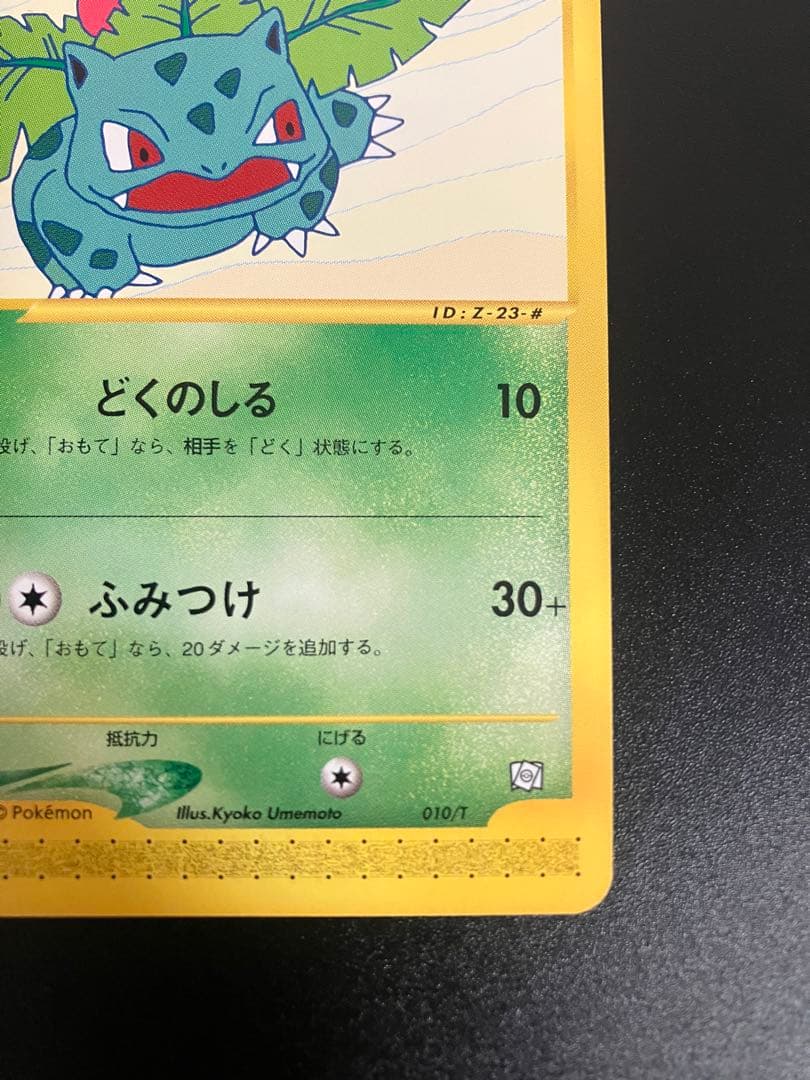 ID:Z-23-#
どくのしる 10
投げ、「おもて」なら、相手を「どく」状態にする。
ふみつけ 30+
投げ、「おもて」なら、20ダメージを追加する。
抵抗力 にげる
© Pokémon Illus.Kyoko Umemoto 010/T